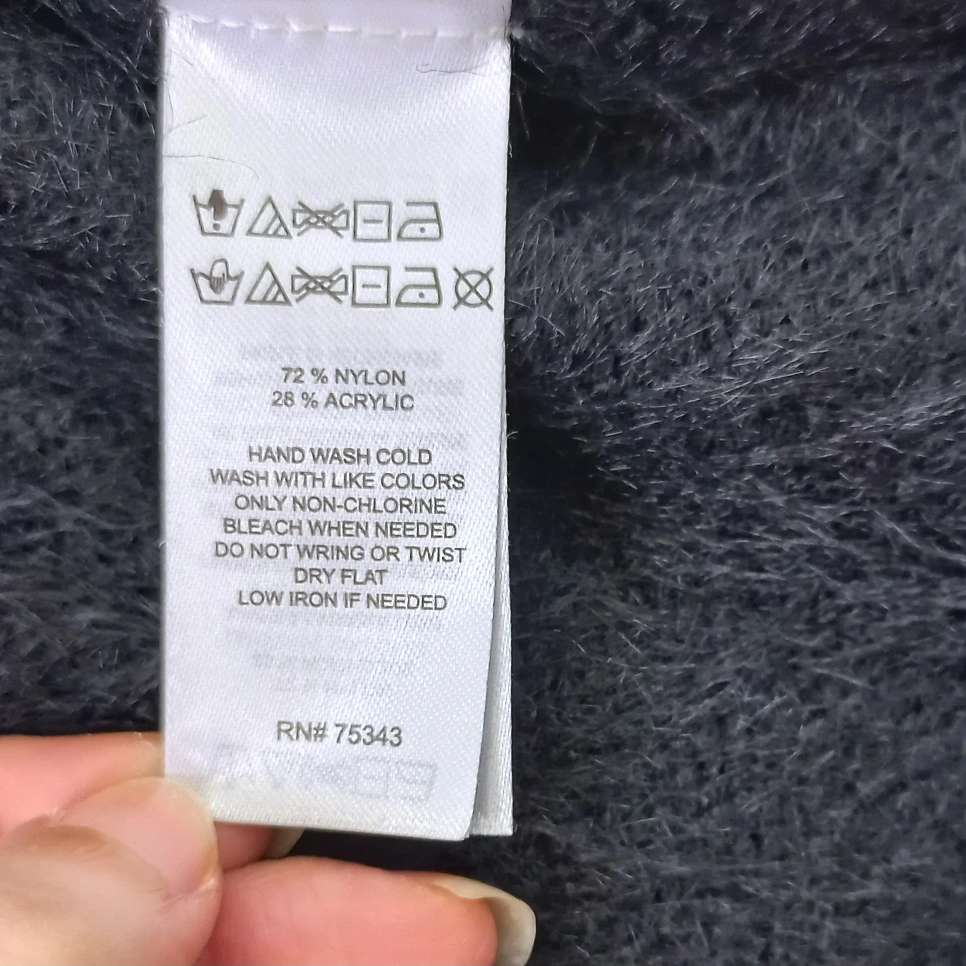 72 % NYLON
28 % ACRYLIC
HAND WASH COLD
WASH WITH LIKE COLORS
ONLY NON-CHLORINE
BLEACH WHEN NEEDED
DO NOT WRING OR TWIST
DRY FLAT
LOW IRON IF NEEDED
RN# 75343